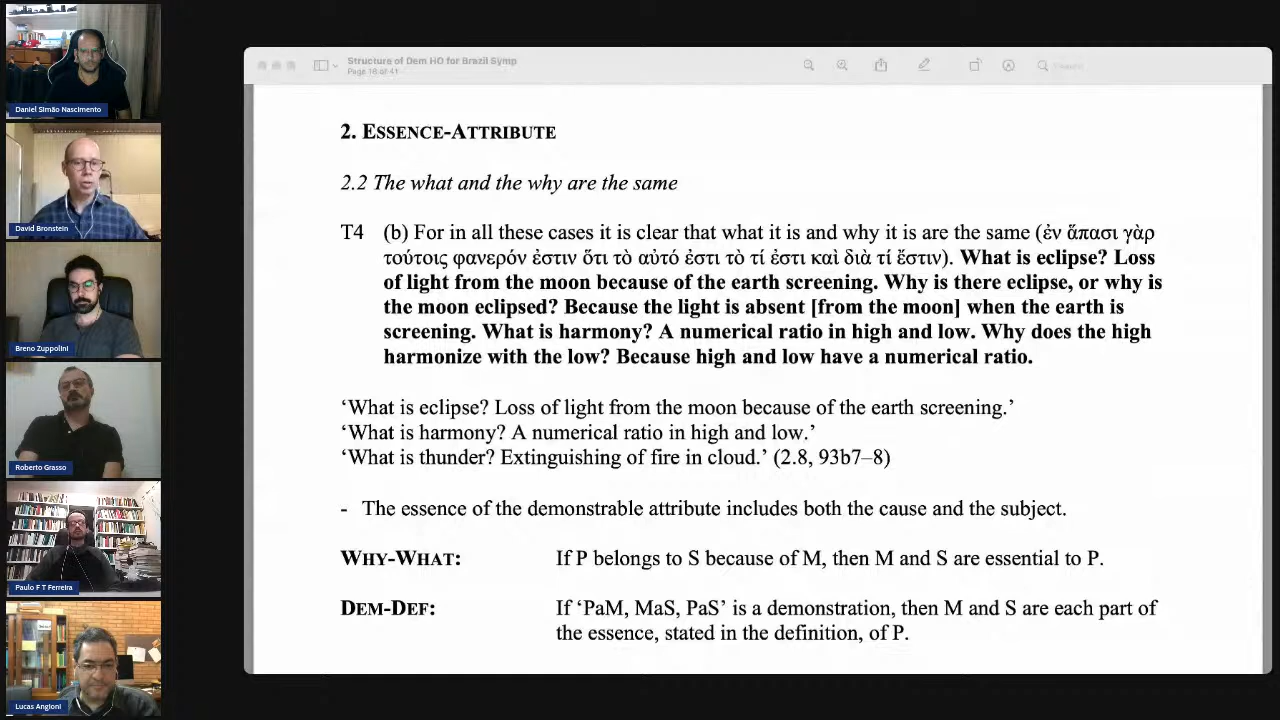 Daniel Simão Nascimento
David Bronstein
Breno Zuppolini
Roberto Grasso
Paulo F T Ferreira
Lucas Angioni
Structure of Dem HO for Brazil Symp
Page 18 of 41
2. ESSENCE-ATTRIBUTE
2.2 The what and the why are the same
T4 (b) For in all these cases it is clear that what it is and why it is are the same (ἐν ἅπασι γὰρ
τούτοις φανερόν ἐστιν ὅτι τὸ αὐτό ἐστι τὸ τί ἐστι καὶ διὰ τί ἔστιν). What is eclipse? Loss
of light from the moon because of the earth screening. Why is there eclipse, or why is
the moon eclipsed? Because the light is absent [from the moon] when the earth is
screening. What is harmony? A numerical ratio in high and low. Why does the high
harmonize with the low? Because high and low have a numerical ratio.
‘What is eclipse? Loss of light from the moon because of the earth screening.’
‘What is harmony? A numerical ratio in high and low.’
‘What is thunder? Extinguishing of fire in cloud.’ (2.8, 93b7–8)
- The essence of the demonstrable attribute includes both the cause and the subject.
WHY-WHAT: If P belongs to S because of M, then M and S are essential to P.
DEM-DEF: If ‘PaM, MaS, PaS’ is a demonstration, then M and S are each part of
the essence, stated in the definition, of P.